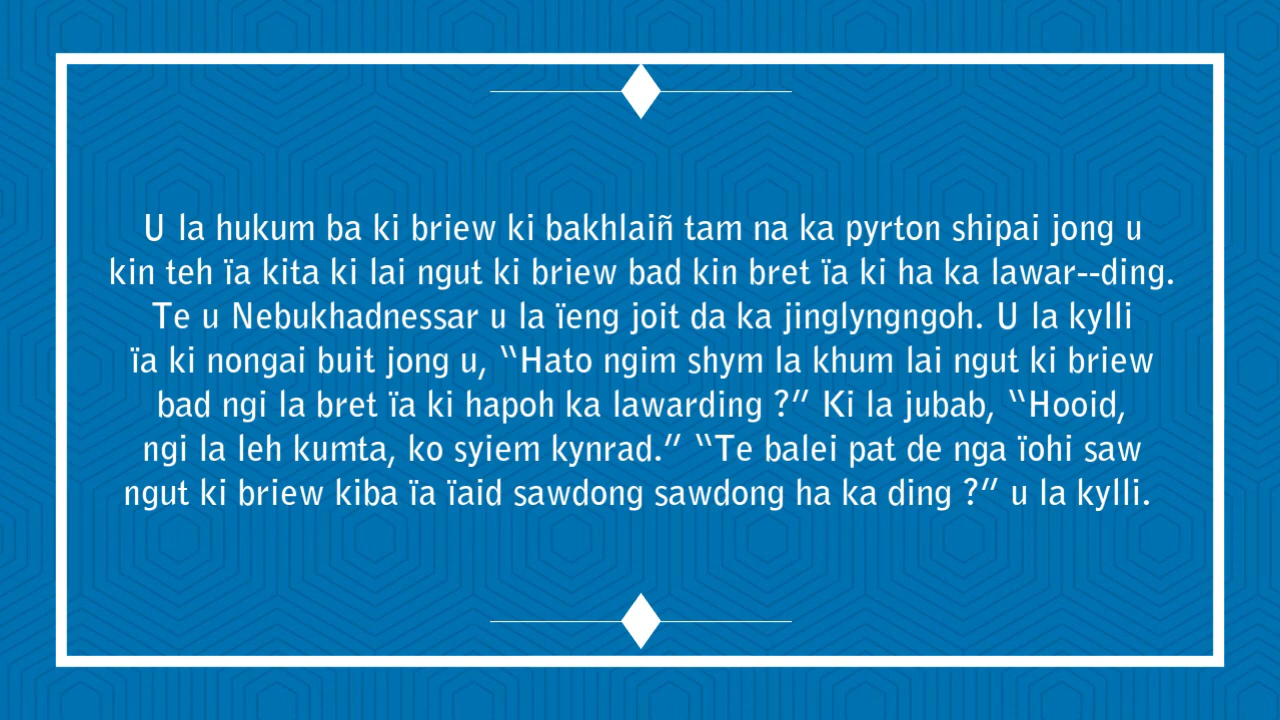 U la hukum ba ki briew ki bakhlaiñ tam na ka pyrton shipai jong u
kin teh ïa kita ki lai ngut ki briew bad kin bret ïa ki ha ka lawar--ding.
Te u Nebukhadnessar u la ïeng joit da ka jinglyngngoh. U la kylli
ïa ki nongai buit jong u, “Hato ngim shym la khum lai ngut ki briew
bad ngi la bret ïa ki hapoh ka lawarding ?” Ki la jubab, “Hooid,
ngi la leh kumta, ko syiem kynrad.” “Te balei pat de nga ïohi saw
ngut ki briew kiba ïa ïaid sawdong sawdong ha ka ding ?” u la kylli.